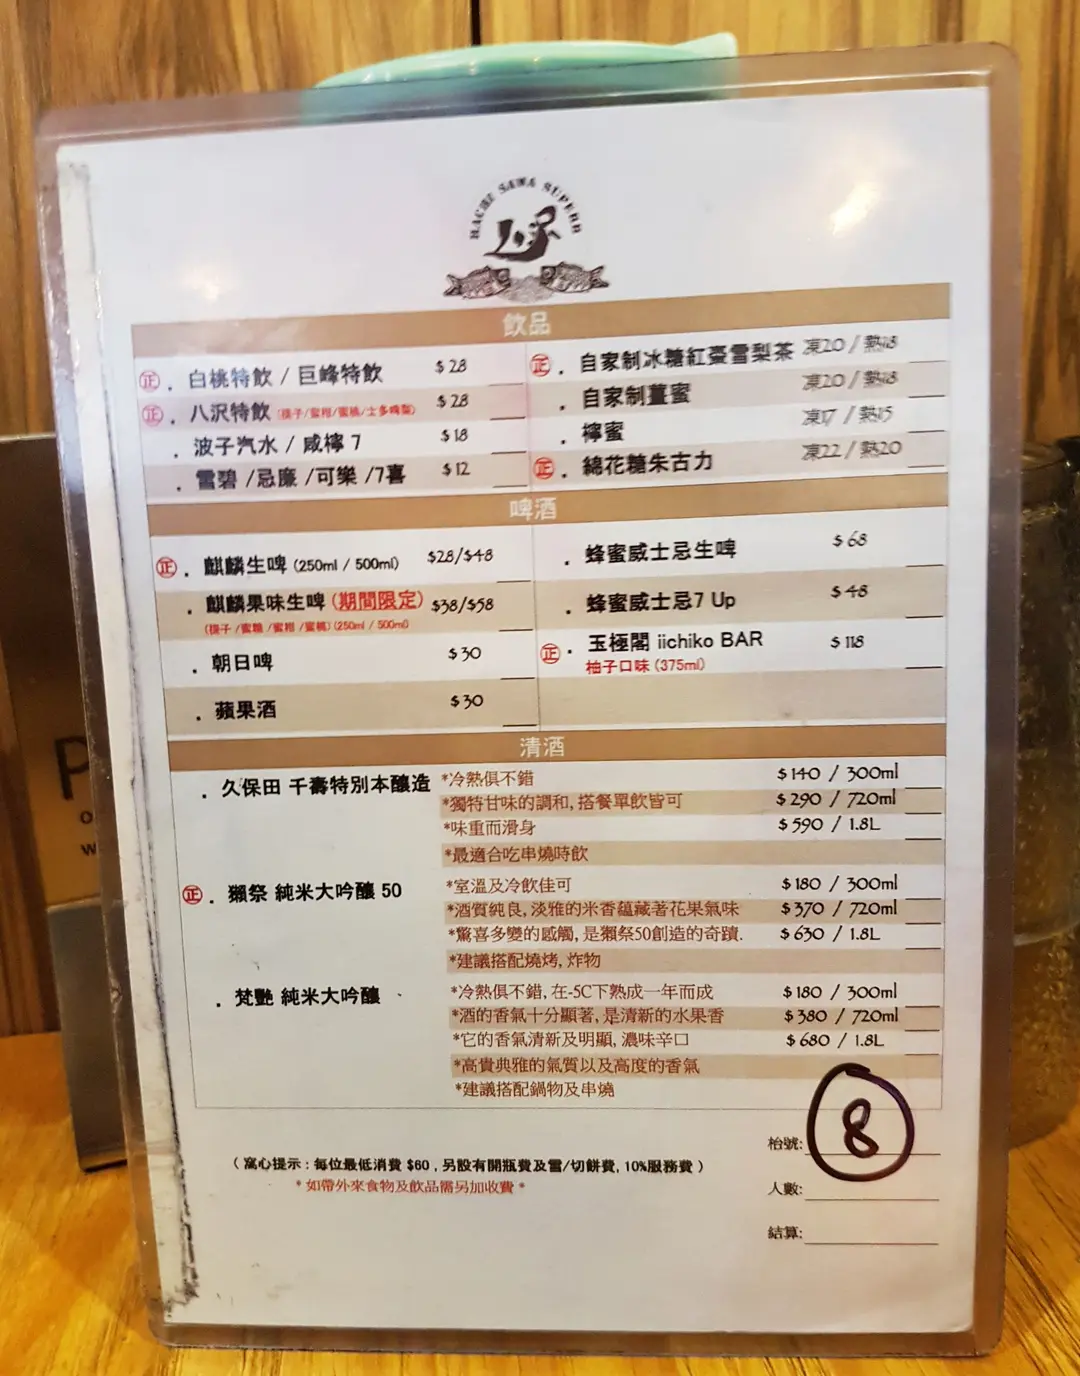 HACHI SAWA SUPERB
八沢
飲品
正 . 白桃特飲 / 巨峰特飲 $28
正 . 八沢特飲 (橙子/蜜柑/蜜桃/士多啤梨) $28
. 波子汽水 / 咸檸7 $18
. 雪碧 /忌廉 /可樂 /7喜 $12
正 . 自家制冰糖紅棗雪梨茶 凍20 / 熱18
. 自家制薑蜜 凍20 / 熱18
. 檸蜜 凍17 / 熱15
正 . 綿花糖朱古力 凍22 / 熱20
啤酒
正 . 麒麟生啤 (250ml / 500ml) $28/$48
. 麒麟果味生啤 (期間限定) $38/$58
(橙子 /蜜糖 /蜜柑 /蜜桃) (250ml / 500ml)
. 朝日啤 $30
. 蘋果酒 $30
. 蜂蜜威士忌生啤 $68
. 蜂蜜威士忌7 Up $48
正 . 玉極閣 iichiko BAR $118
柚子口味 (375ml)
清酒
. 久保田 千壽特別本釀造 *冷熱俱不錯 $140 / 300ml
*獨特甘味的調和, 搭餐單飲皆可 $290 / 720ml
*味重而滑身 $590 / 1.8L
*最適合吃串燒時飲
正 . 獺祭 純米大吟釀 50 *室溫及冷飲佳可 $180 / 300ml
*酒質純良, 淡雅的米香蘊藏著花果氣味 $370 / 720ml
*驚喜多變的感觸, 是獺祭50創造的奇蹟. $630 / 1.8L
*建議搭配燒烤, 炸物
. 梵艷 純米大吟釀 *冷熱俱不錯, 在-5C下熟成一年而成 $180 / 300ml
*酒的香氣十分顯著, 是清新的水果香 $380 / 720ml
*它的香氣清新及明顯, 濃味辛口 $680 / 1.8L
*高貴典雅的氣質以及高度的香氣
*建議搭配鍋物及串燒
枱號: 8
(窩心提示 : 每位最低消費 $60 , 另設有開瓶費及雪/切餅費, 10%服務費 )
* 如帶外來食物及飲品需另加收費 *
人數:
結算: